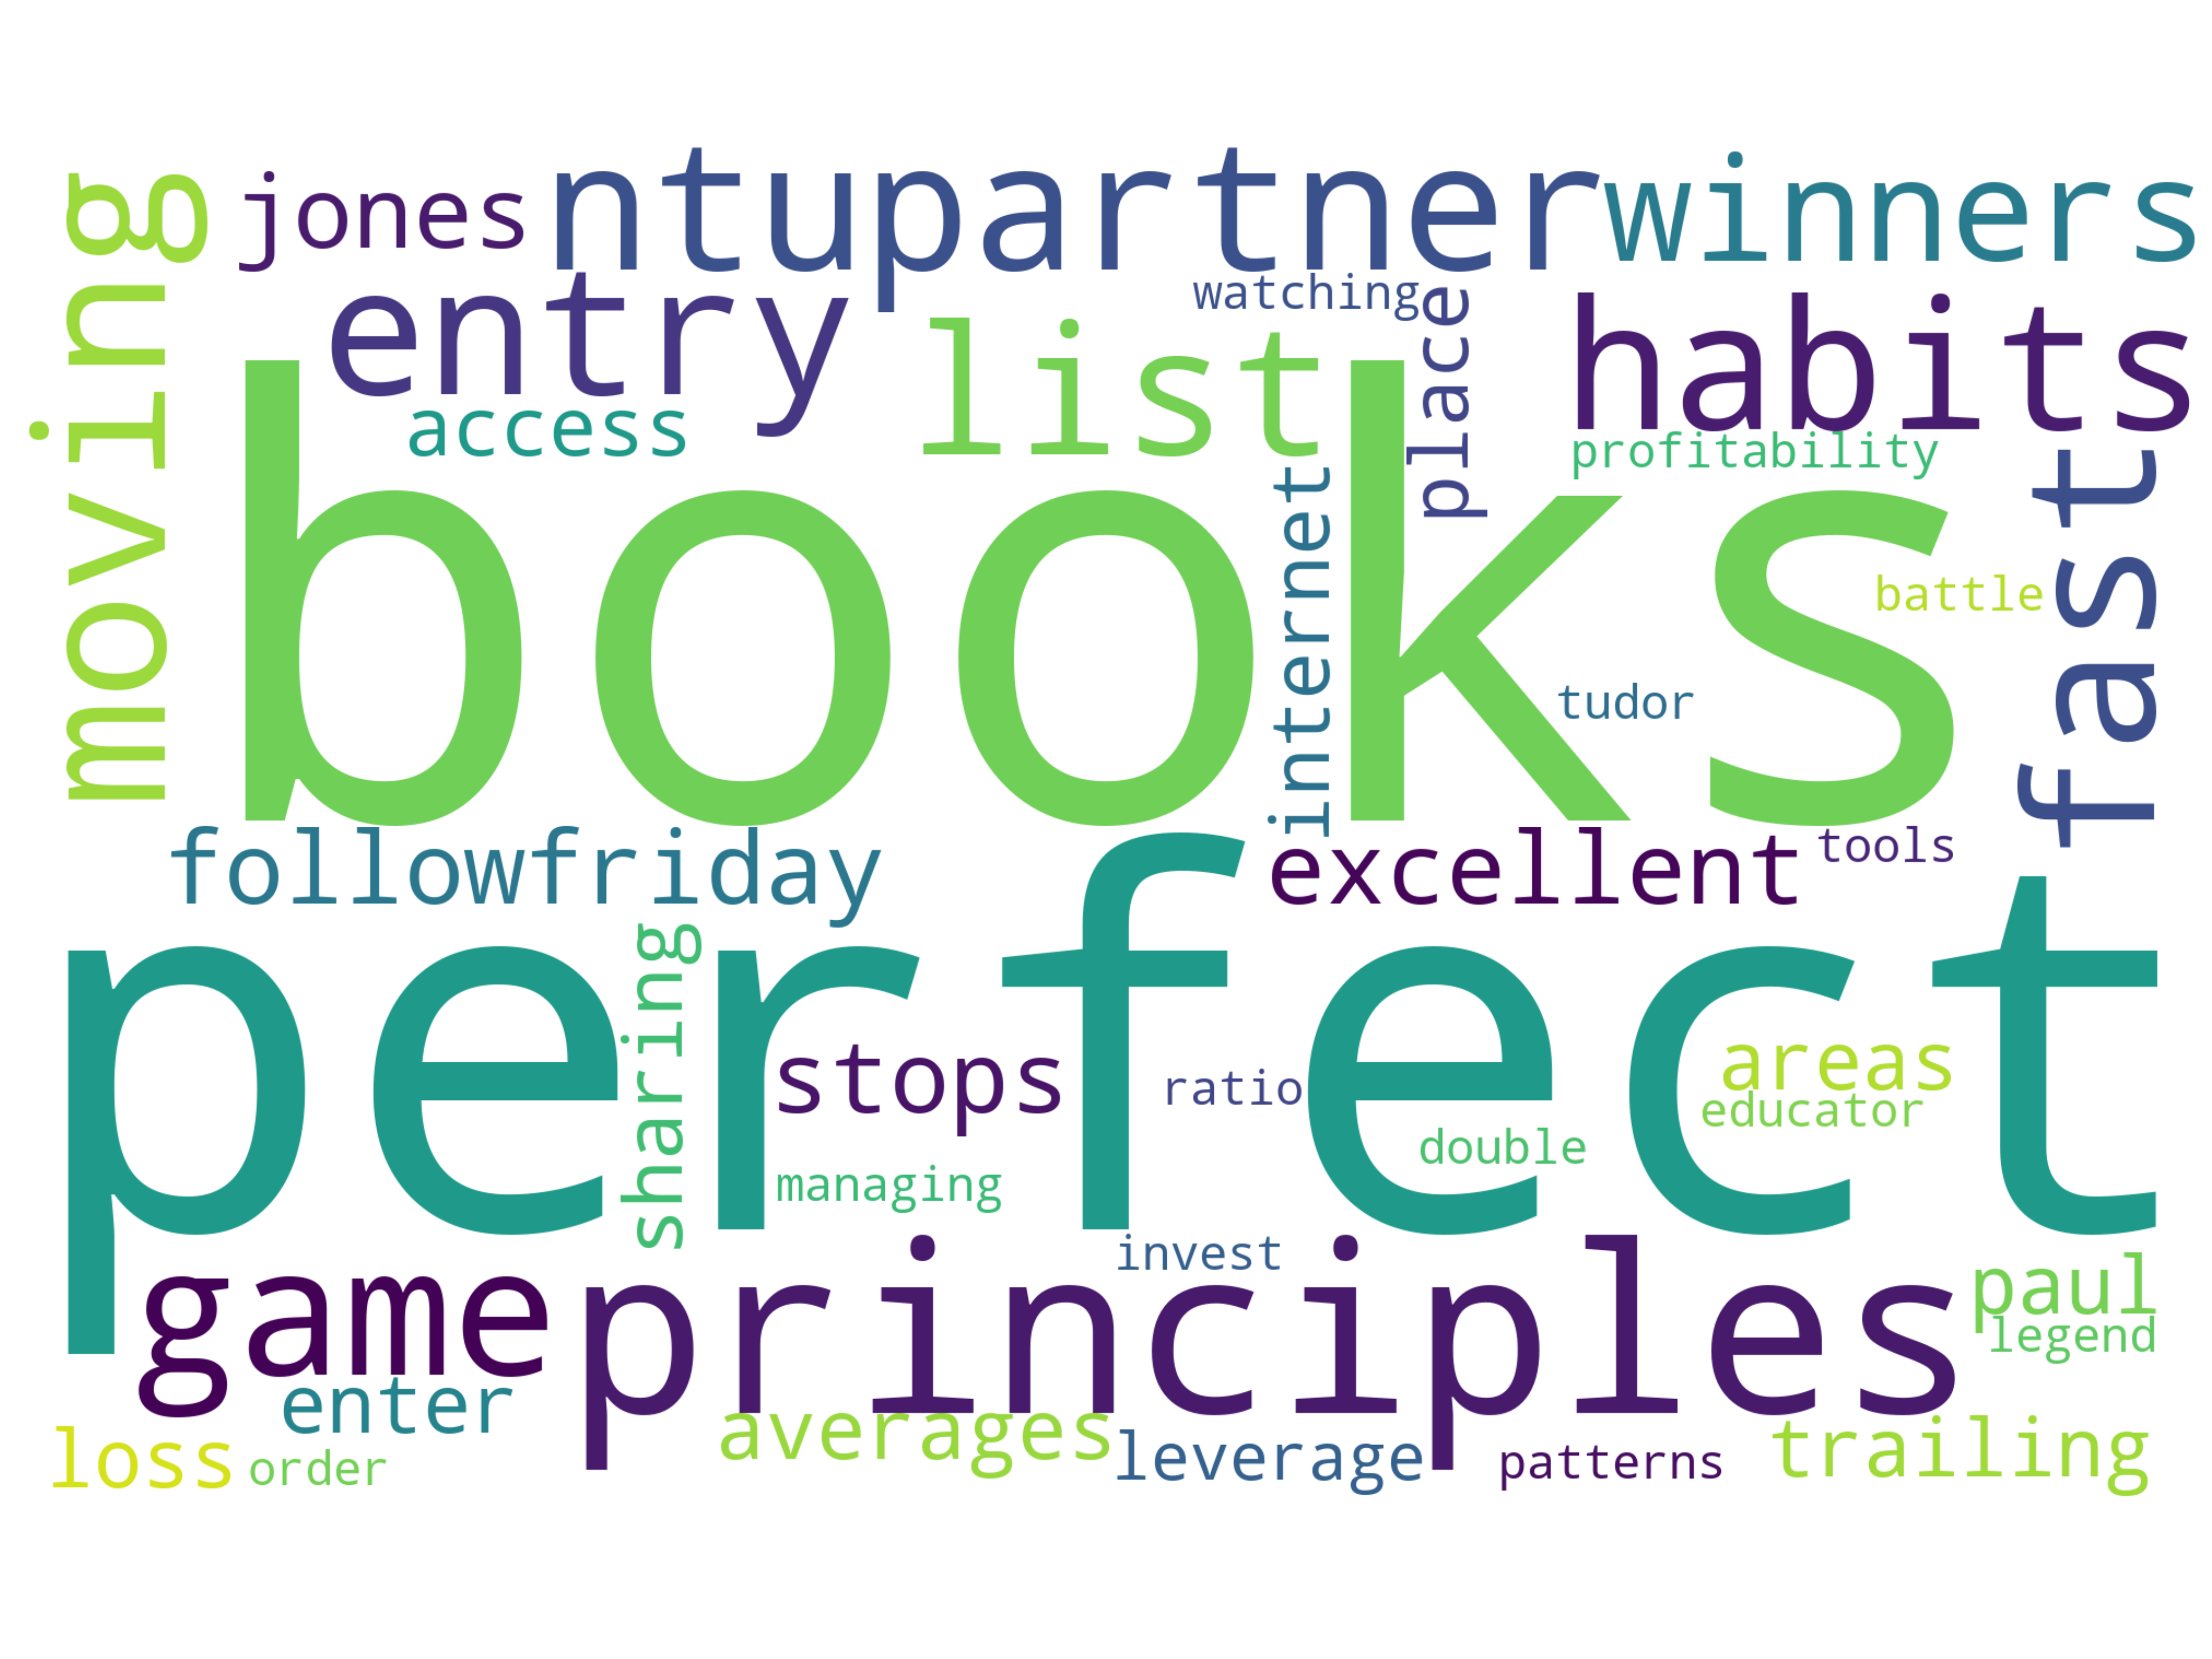 moving
jones
ntupartner
winners
entry
watching
list
place
habits
access
profitability
books
internet
fast
battle
tudor
followfriday
excellent
tools
perfect
sharing
stops
ratio
areas
educator
double
managing
invest
game
principles
paul
legend
enter
averages
loss
order
leverage
patterns
trailing